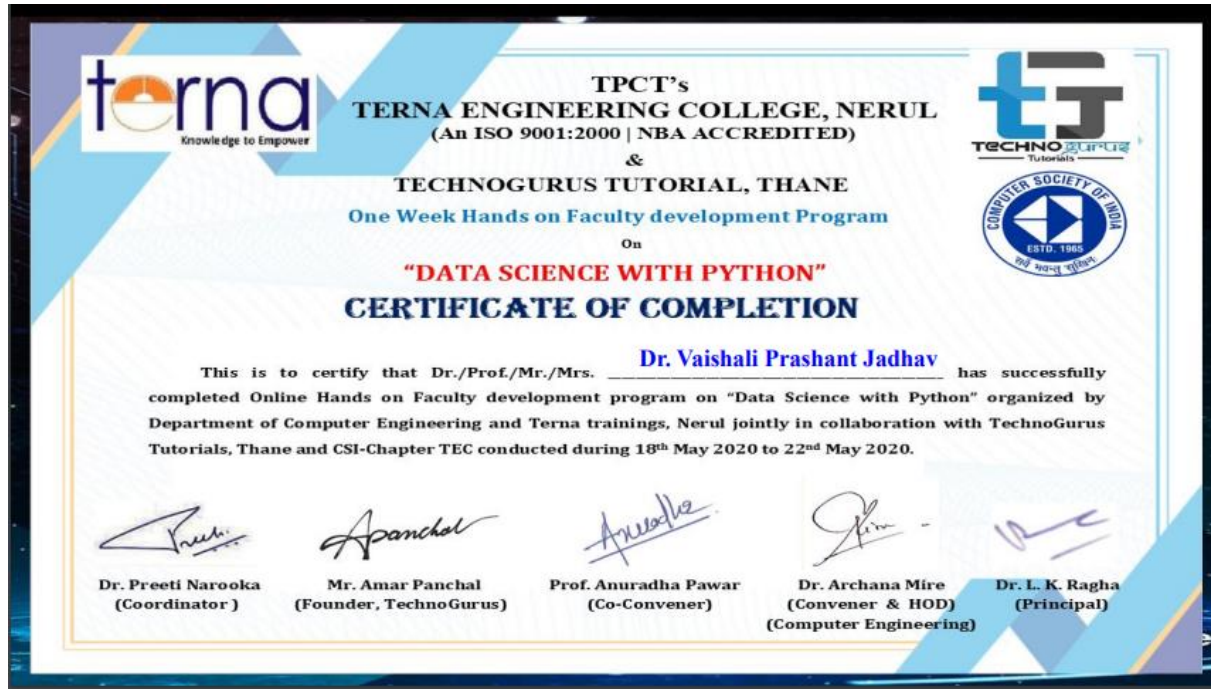 terna
Knowledge to Empower
TPCT's
TERNA ENGINEERING COLLEGE, NERUL
(An ISO 9001:2000 | NBA ACCREDITED)
&
TECHNOGURUS TUTORIAL, THANE
One Week Hands on Faculty development Program
On
“DATA SCIENCE WITH PYTHON”
CERTIFICATE OF COMPLETION
TECHNOGURUS
Tutorials
COMPUTER SOCIETY OF INDIA
ESTD. 1965
सर्वे भवन्तु सुखिनः
This is to certify that Dr./Prof./Mr./Mrs. Dr. Vaishali Prashant Jadhav has successfully
completed Online Hands on Faculty development program on “Data Science with Python” organized by
Department of Computer Engineering and Terna trainings, Nerul jointly in collaboration with TechnoGurus
Tutorials, Thane and CSI-Chapter TEC conducted during 18th May 2020 to 22nd May 2020.
Preeti
Apanchal
Anuradha
Dr. Preeti Narooka
(Coordinator )
Mr. Amar Panchal
(Founder, TechnoGurus)
Prof. Anuradha Pawar
(Co-Convener)
Dr. Archana Mire
(Convener & HOD)
(Computer Engineering)
Dr. L. K. Ragha
(Principal)